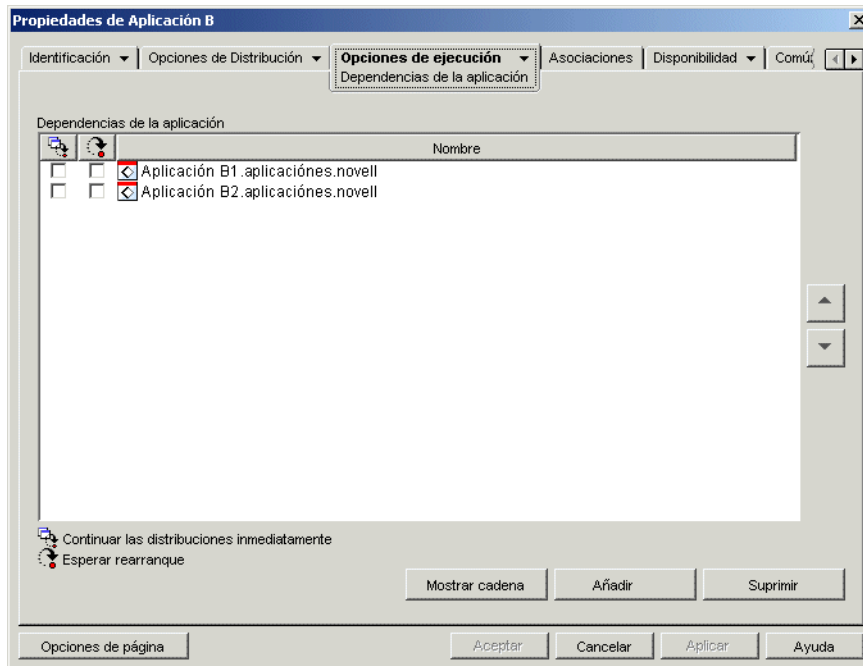 Propiedades de Aplicación B
Identificación Opciones de Distribución Opciones de ejecución Asociaciones Disponibilidad
Dependencias de la aplicación
Dependencias de la aplicación
Nombre
Aplicación B1.aplicaciónes.novell
Aplicación B2.aplicaciónes.novell
Continuar las distribuciones inmediatamente
Esperar rearranque
Mostrar cadena Añadir Suprimir
Opciones de página Aceptar Cancelar Aplicar Ayuda